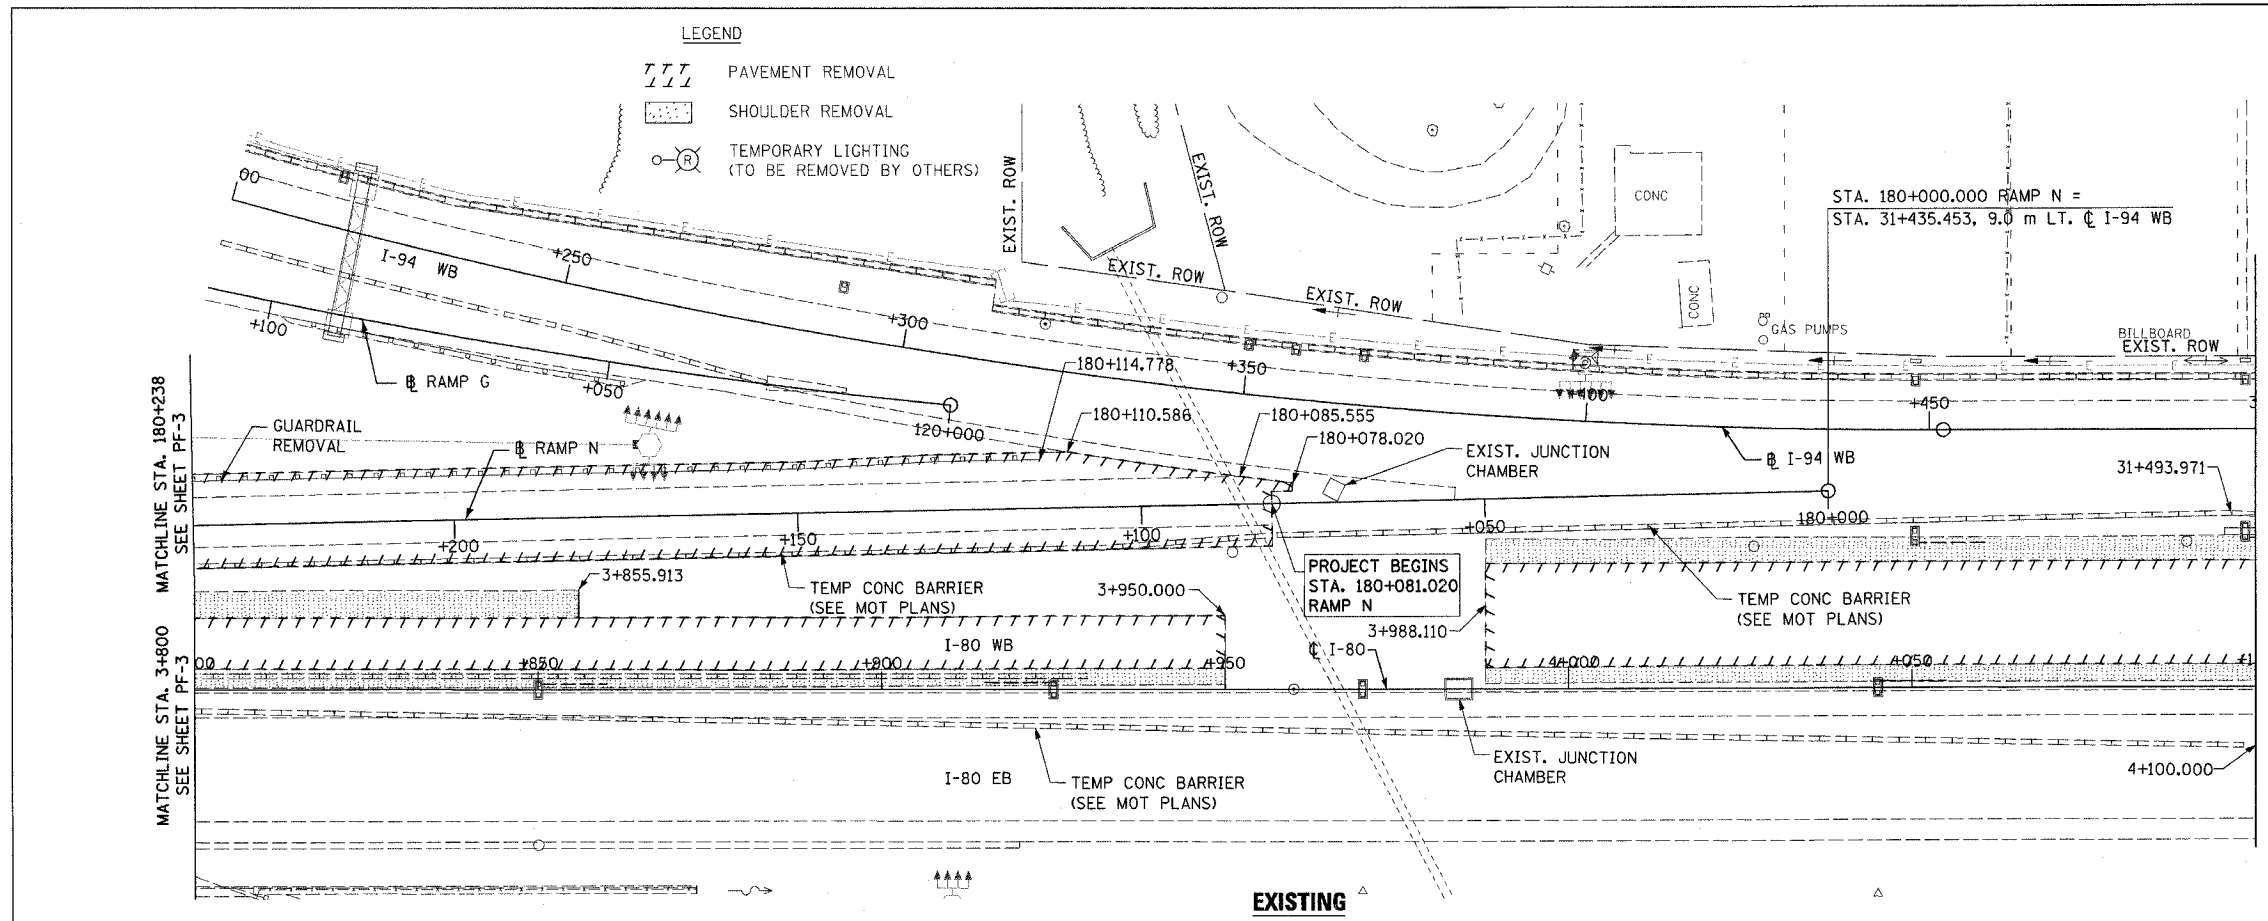 LEGEND
PAVEMENT REMOVAL
SHOULDER REMOVAL
R
TEMPORARY LIGHTING
(TO BE REMOVED BY OTHERS)
EXIST. ROW
EXIST. ROW
CONC
STA. 180+000.000 RAMP N =
STA. 31+435.453, 9.0 m LT. ℄ I-94 WB
00
I-94 WB
+250
EXIST. ROW
EXIST. ROW
CONC
+100
+300
GAS PUMPS
BILLBOARD
EXIST. ROW
℄ RAMP G
+050
180+114.778
+350
+400
+450
MATCHLINE STA. 180+238
SEE SHEET PF-3
GUARDRAIL
REMOVAL
℄ RAMP N
120+000
180+110.586
180+085.555
180+078.020
EXIST. JUNCTION
CHAMBER
℄ I-94 WB
31+493.971
+200
+150
+100
+050
180+000
3+855.913
TEMP CONC BARRIER
(SEE MOT PLANS)
3+950.000
PROJECT BEGINS
STA. 180+081.020
RAMP N
3+988.110
TEMP CONC BARRIER
(SEE MOT PLANS)
MATCHLINE STA. 3+800
SEE SHEET PF-3
I-80 WB
℄ I-80
00
+850
+900
+950
4+000
+050
+1
I-80 EB
TEMP CONC BARRIER
(SEE MOT PLANS)
EXIST. JUNCTION
CHAMBER
4+100.000
EXISTING